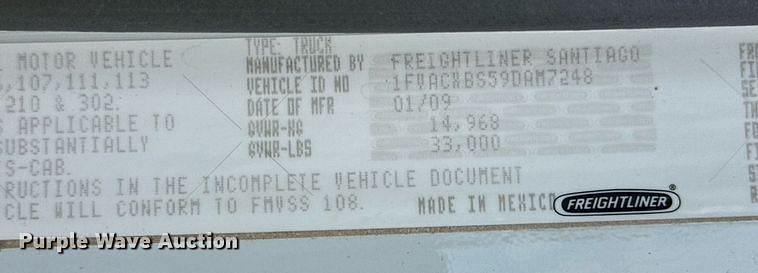 MOTOR VEHICLE
,107,111,113
210 & 302.
APPLICABLE TO
SUBSTANTIALLY
S-CAB.
RUCTIONS IN THE INCOMPLETE VEHICLE DOCUMENT
CLE WILL CONFORM TO FMVSS 108.
TYPE: TRUCK
MANUFACTURED BY FREIGHTLINER SANTIAGO
VEHICLE ID NO 1FVACXBS59DAM7248
DATE OF MFR 01/09
GVWR-KG 14,968
GVWR-LBS 33,000
MADE IN MEXICO
FREIGHTLINER®
Purple Wave Auction